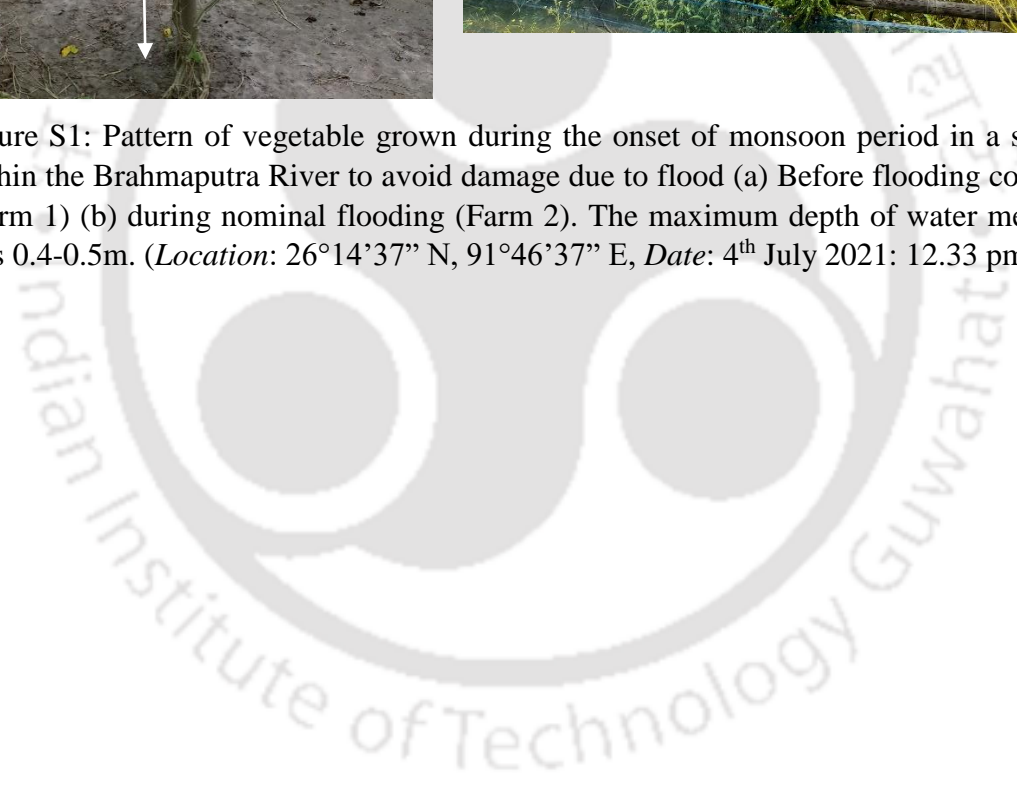 ure S1: Pattern of vegetable grown during the onset of monsoon period in a s
hin the Brahmaputra River to avoid damage due to flood (a) Before flooding co
rm 1) (b) during nominal flooding (Farm 2). The maximum depth of water me
s 0.4-0.5m. (Location: 26°14’37” N, 91°46’37” E, Date: 4th July 2021: 12.33 pm
Indian Institute of Technology Guwahati